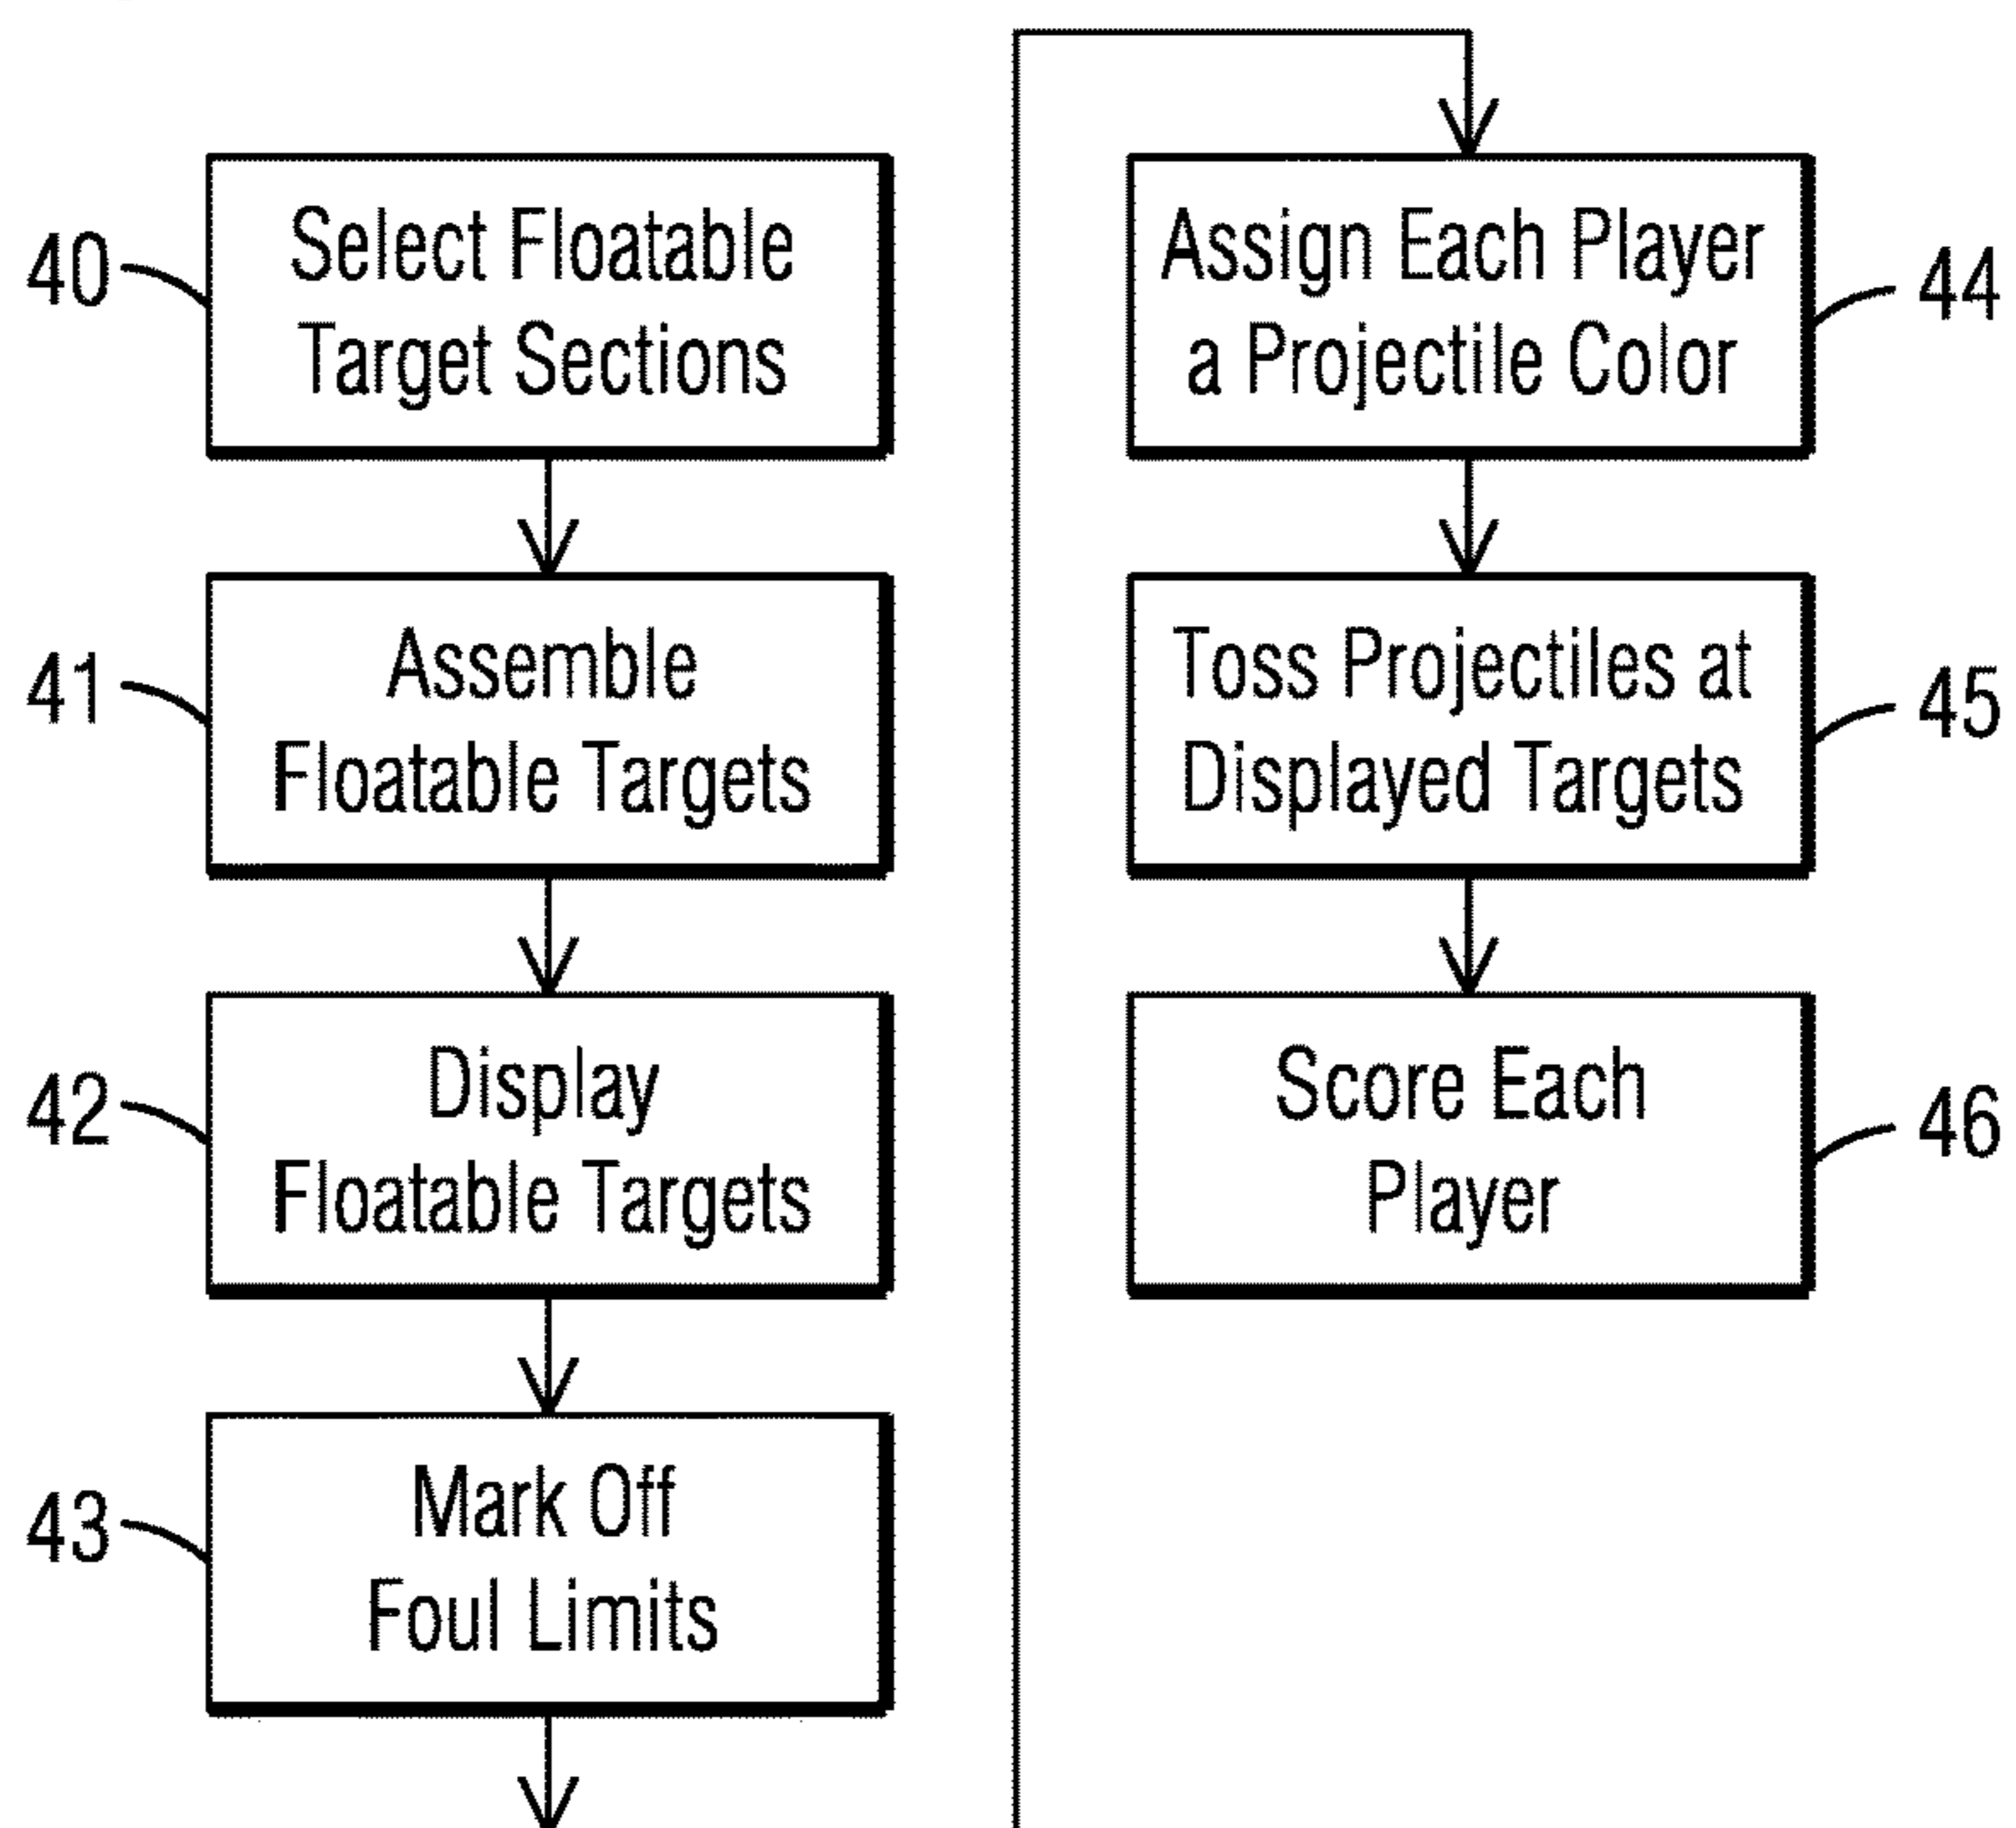 40
Select Floatable
Target Sections
41
Assemble
Floatable Targets
42
Display
Floatable Targets
43
Mark Off
Foul Limits
Assign Each Player
a Projectile Color
44
Toss Projectiles at
Displayed Targets
45
Score Each
Player
46